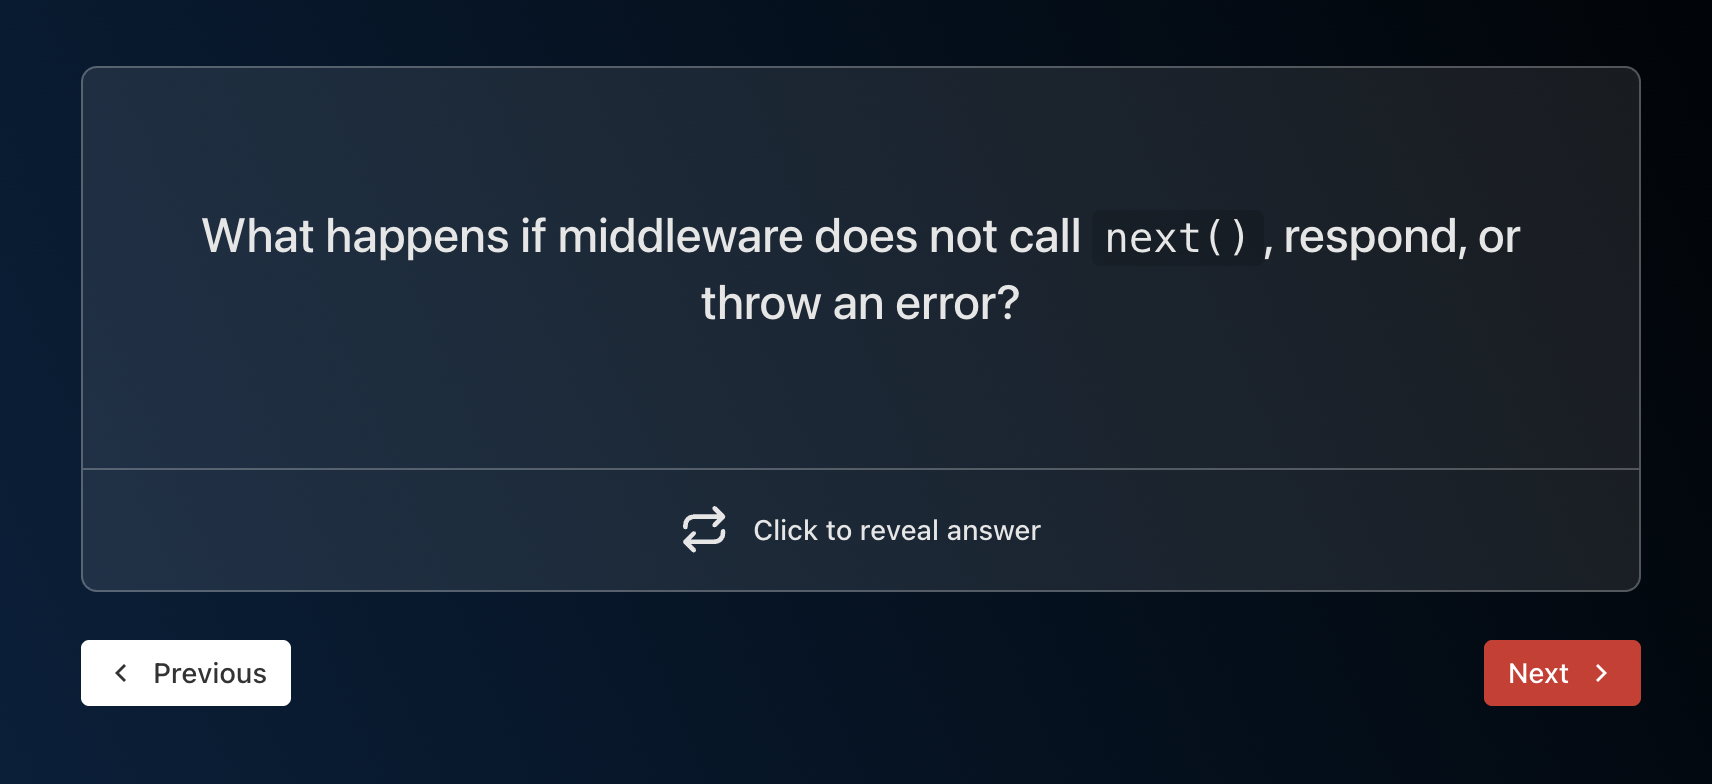 What happens if middleware does not call next(), respond, or
throw an error?
Click to reveal answer
Previous
Next